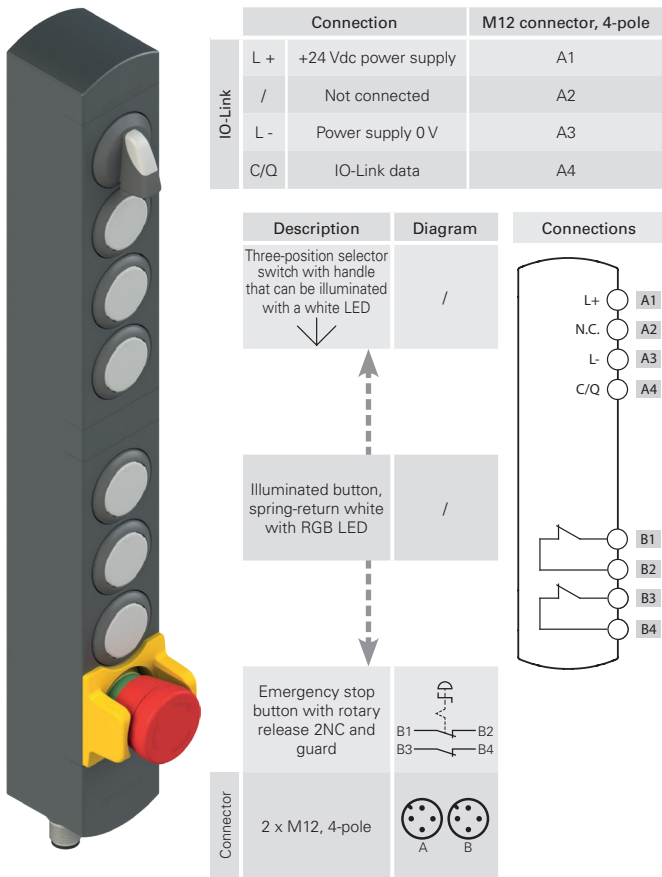 Connection
M12 connector, 4-pole
IO-Link
L + +24 Vdc power supply A1
/ Not connected A2
L - Power supply 0 V A3
C/Q IO-Link data A4
Description
Diagram
Connections
Three-position selector
switch with handle
that can be illuminated
with a white LED
/
Illuminated button,
spring-return white
with RGB LED
/
Emergency stop
button with rotary
release 2NC and
guard
B1 B2
B3 B4
Connector
2 x M12, 4-pole
A B
L+ A1
N.C. A2
L- A3
C/Q A4
B1
B2
B3
B4